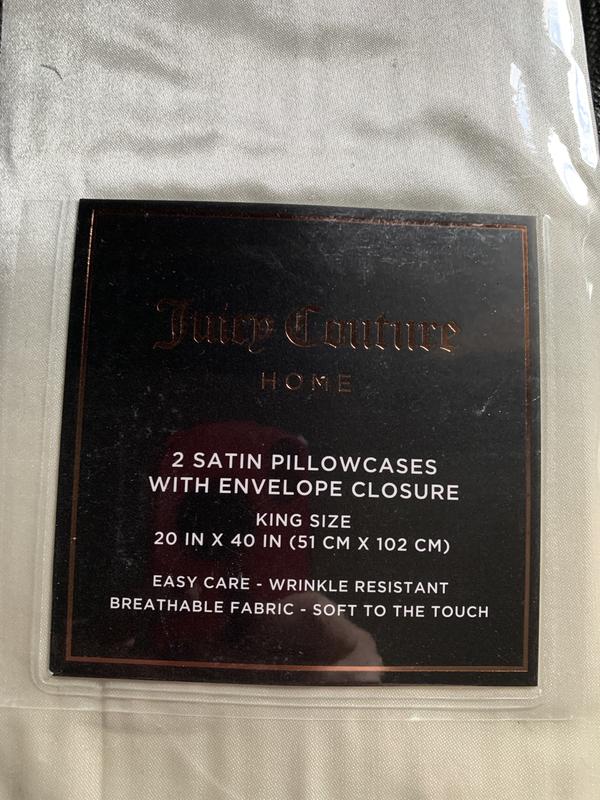 Juicy Couture
HOME
2 SATIN PILLOWCASES
WITH ENVELOPE CLOSURE
KING SIZE
20 IN X 40 IN (51 CM X 102 CM)
EASY CARE - WRINKLE RESISTANT
BREATHABLE FABRIC - SOFT TO THE TOUCH